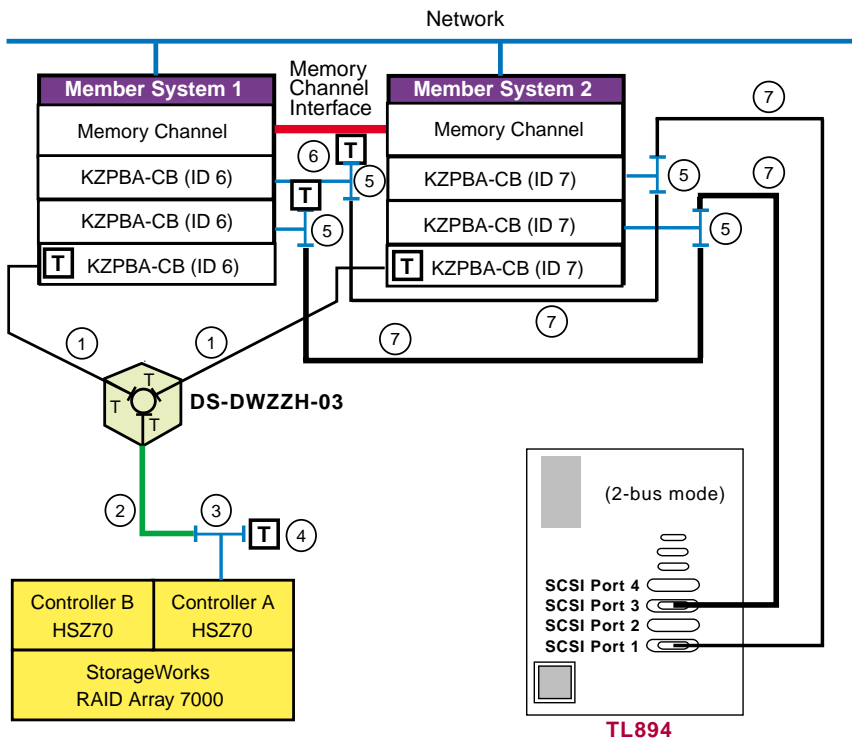 Network
Member System 1
Memory
Channel
Interface
Member System 2
Memory Channel
Memory Channel
KZPBA-CB (ID 6)
KZPBA-CB (ID 6)
T KZPBA-CB (ID 6)
KZPBA-CB (ID 7)
KZPBA-CB (ID 7)
T KZPBA-CB (ID 7)
6
T
T
5
5
5
5
7
7
7
7
1
1
T
T
T
DS-DWZZH-03
2
3
T
4
Controller B
HSZ70
Controller A
HSZ70
StorageWorks
RAID Array 7000
(2-bus mode)
SCSI Port 4
SCSI Port 3
SCSI Port 2
SCSI Port 1
TL894